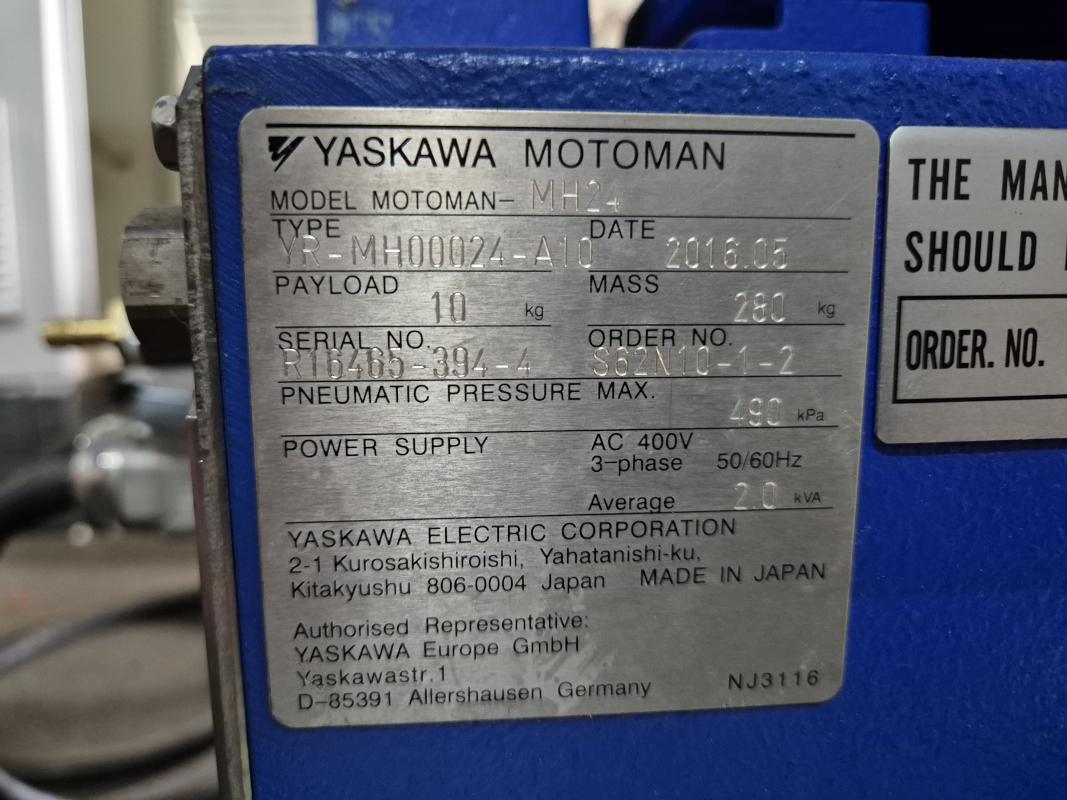 YASKAWA MOTOMAN
MODEL MOTOMAN- MH24
TYPE DATE
YR-MH00024-A10 2016.05
PAYLOAD MASS
10 kg 280 kg
SERIAL NO. ORDER NO.
R16465-394-4 S62N10-1-2
PNEUMATIC PRESSURE MAX.
490 kPa
POWER SUPPLY AC 400V
3-phase 50/60Hz
Average 2.0 kVA
YASKAWA ELECTRIC CORPORATION
2-1 Kurosakishiroishi, Yahatanishi-ku,
Kitakyushu 806-0004 Japan MADE IN JAPAN
Authorised Representative:
YASKAWA Europe GmbH
Yaskawastr.1
D-85391 Allershausen Germany NJ3116
THE MAN
SHOULD
ORDER. NO.